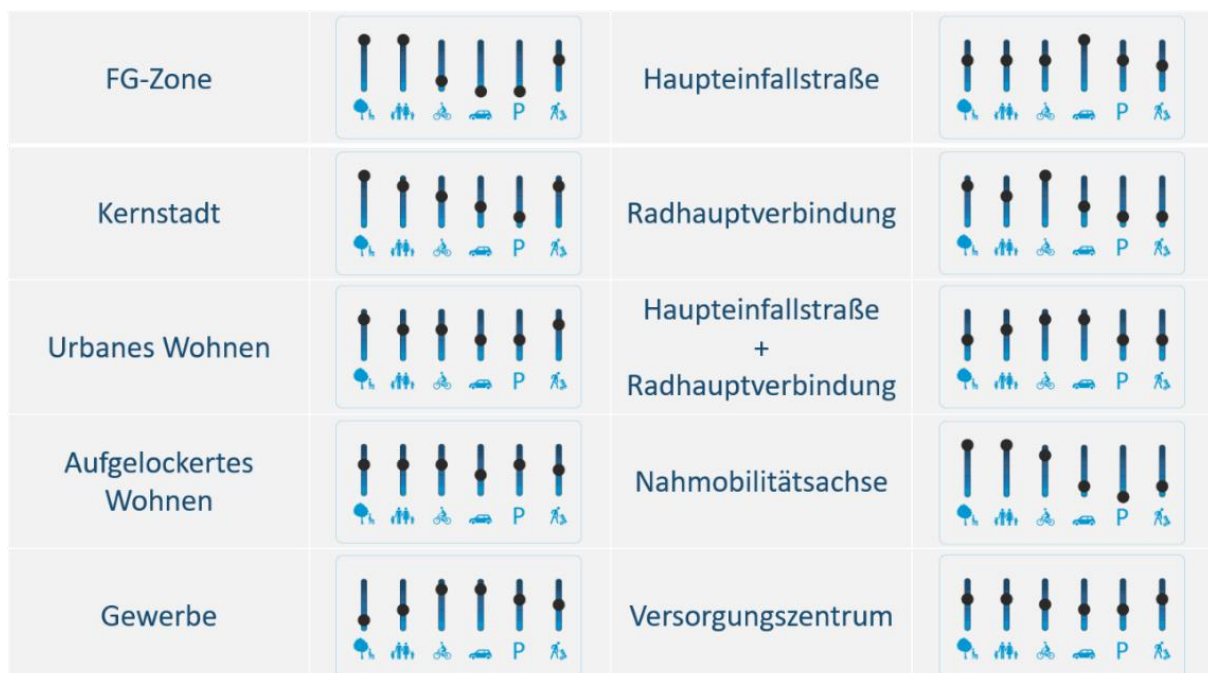 FG-Zone
P
Haupteinfallstraße
P
Kernstadt
P
Radhauptverbindung
P
Urbanes Wohnen
P
Haupteinfallstraße
+
Radhauptverbindung
P
Aufgelockertes
Wohnen
P
Nahmobilitätsachse
P
Gewerbe
P
Versorgungszentrum
P